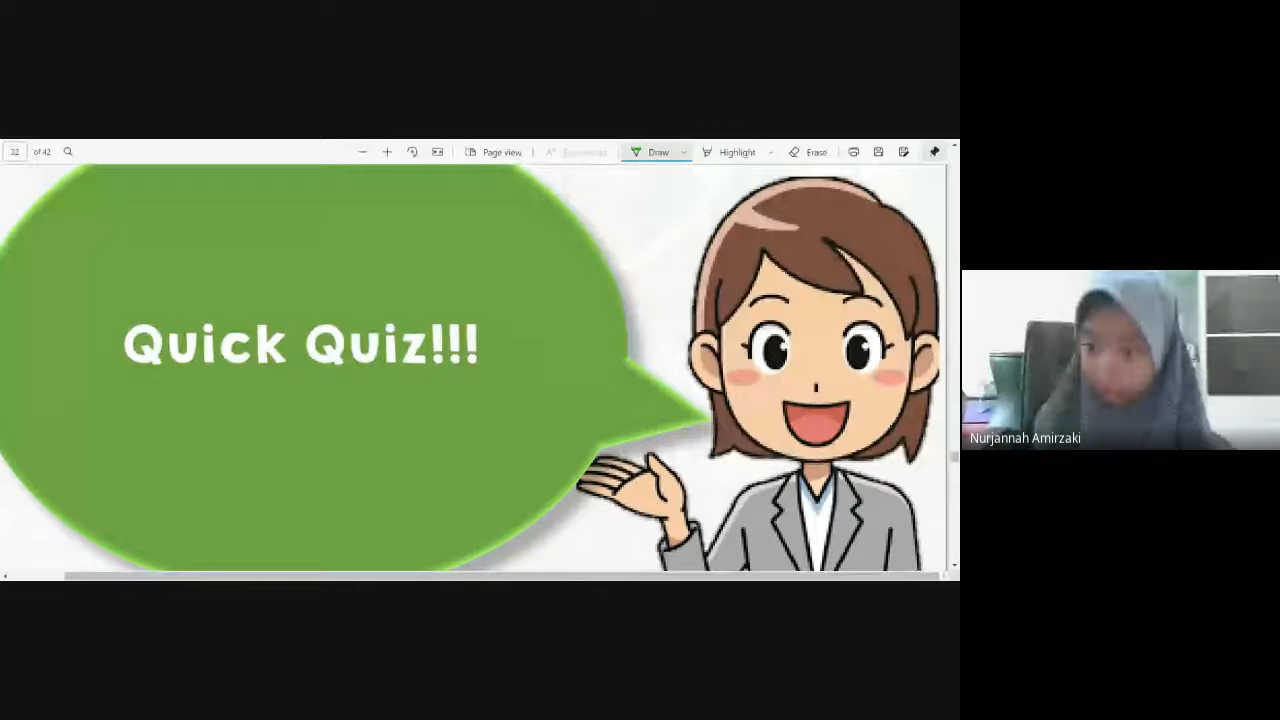 of 42
Page view
Draw
Highlight
Erase
Quick Quiz!!!
Nurjannah Amirzaki